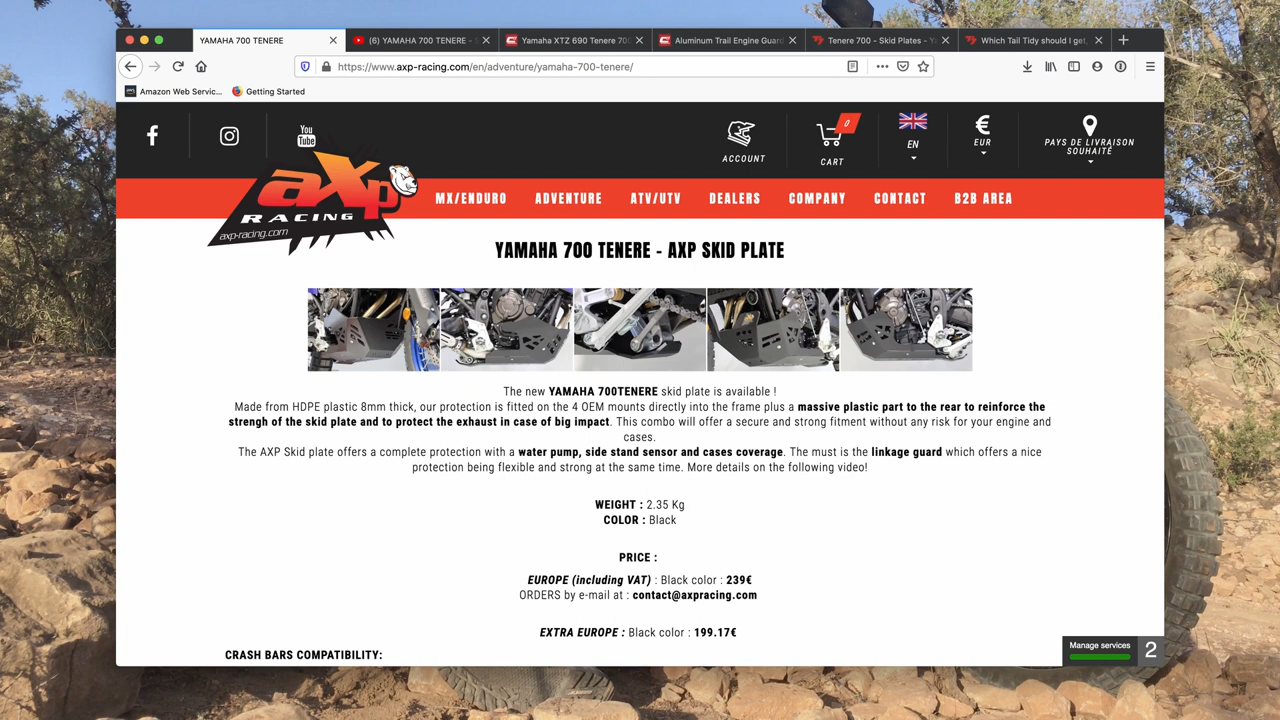 YAMAHA 700 TENERE
(6) YAMAHA 700 TENERE -
Yamaha XTZ 690 Tenere 70
Aluminum Trail Engine Guard
Tenere 700 - Skid Plates - Y
Which Tail Tidy should I get,
https://www.axp-racing.com/en/adventure/yamaha-700-tenere/
Amazon Web Servic...
Getting Started
You
Tube
ACCOUNT
0
CART
EN
€
EUR
PAYS DE LIVRAISON
SOUHAITÉ
aXp
RACING
axp-racing.com
MX/ENDURO
ADVENTURE
ATV/UTV
DEALERS
COMPANY
CONTACT
B2B AREA
YAMAHA 700 TENERE - AXP SKID PLATE
The new YAMAHA 700TENERE skid plate is available !
Made from HDPE plastic 8mm thick, our protection is fitted on the 4 OEM mounts directly into the frame plus a massive plastic part to the rear to reinforce the
strengh of the skid plate and to protect the exhaust in case of big impact. This combo will offer a secure and strong fitment without any risk for your engine and
cases.
The AXP Skid plate offers a complete protection with a water pump, side stand sensor and cases coverage. The must is the linkage guard which offers a nice
protection being flexible and strong at the same time. More details on the following video!
WEIGHT : 2.35 Kg
COLOR : Black
PRICE :
EUROPE (including VAT) : Black color : 239€
ORDERS by e-mail at : contact@axpracing.com
EXTRA EUROPE : Black color : 199.17€
CRASH BARS COMPATIBILITY:
Manage services
2